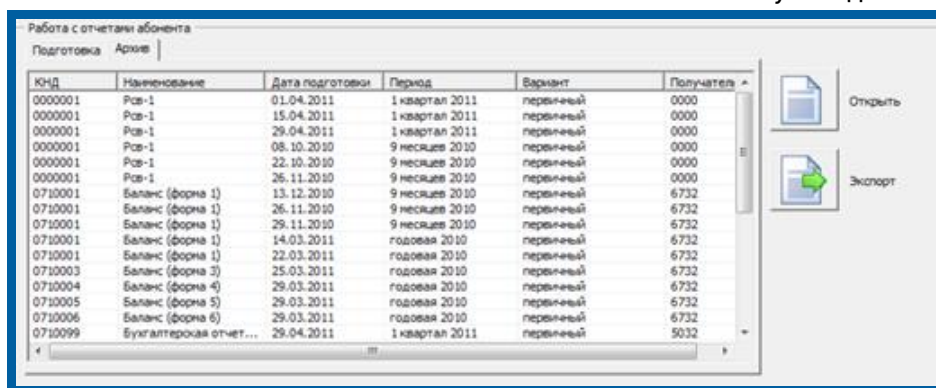 Работа с отчетами абонента
Подготовка Архив
КНД Наименование Дата подготовки Период Вариант Получатель
0000001 Рсв-1 01.04.2011 1 квартал 2011 первичный 0000
0000001 Рсв-1 15.04.2011 1 квартал 2011 первичный 0000
0000001 Рсв-1 29.04.2011 1 квартал 2011 первичный 0000
0000001 Рсв-1 08.10.2010 9 месяцев 2010 первичный 0000
0000001 Рсв-1 22.10.2010 9 месяцев 2010 первичный 0000
0000001 Рсв-1 26.11.2010 9 месяцев 2010 первичный 0000
0710001 Баланс (форма 1) 13.12.2010 9 месяцев 2010 первичный 6732
0710001 Баланс (форма 1) 26.11.2010 9 месяцев 2010 первичный 6732
0710001 Баланс (форма 1) 29.11.2010 9 месяцев 2010 первичный 6732
0710001 Баланс (форма 1) 14.03.2011 годовая 2010 первичный 6732
0710001 Баланс (форма 1) 22.03.2011 годовая 2010 первичный 6732
0710003 Баланс (форма 3) 25.03.2011 годовая 2010 первичный 6732
0710004 Баланс (форма 4) 29.03.2011 годовая 2010 первичный 6732
0710005 Баланс (форма 5) 29.03.2011 годовая 2010 первичный 6732
0710006 Баланс (форма 6) 29.03.2011 годовая 2010 первичный 6732
0710099 Бухгалтерская отчет... 29.04.2011 1 квартал 2011 первичный 5032
Открыть
Экспорт